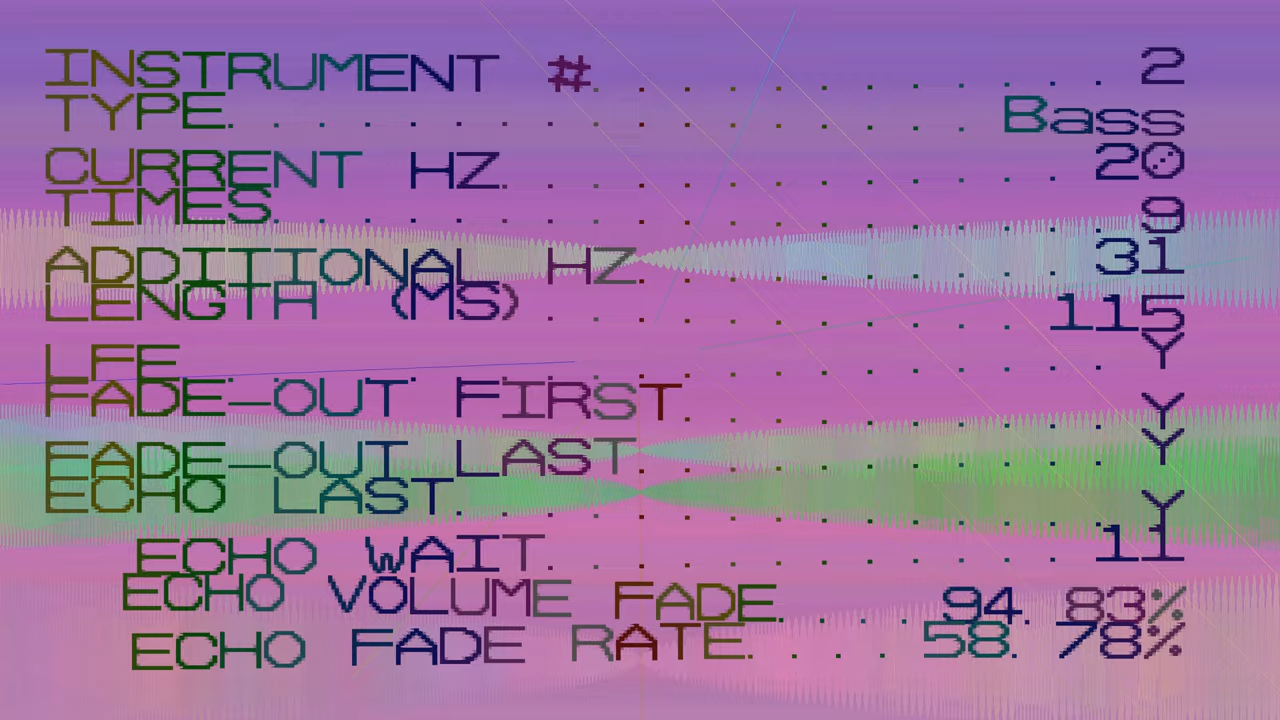 INSTRUMENT #. . . . . . . . . . . . 2
TYPE. . . . . . . . . . . . . . . . . Bass
CURRENT HZ. . . . . . . . . . . . . 20
TIMES. . . . . . . . . . . . . . . . . . . 9
ADDITIONAL HZ. . . . . . . . . . . 31
LENGTH (MS) . . . . . . . . . . . . 115
LFE . . . . . . . . . . . . . . . . . . . . Y
FADE-OUT FIRST. . . . . . . . . . Y
FADE-OUT LAST . . . . . . . . . . . Y
ECHO LAST. . . . . . . . . . . . . . . Y
ECHO WAIT. . . . . . . . . . . . 11
ECHO VOLUME FADE. . . . 94. 83%
ECHO FADE RATE. . . . 58. 78%